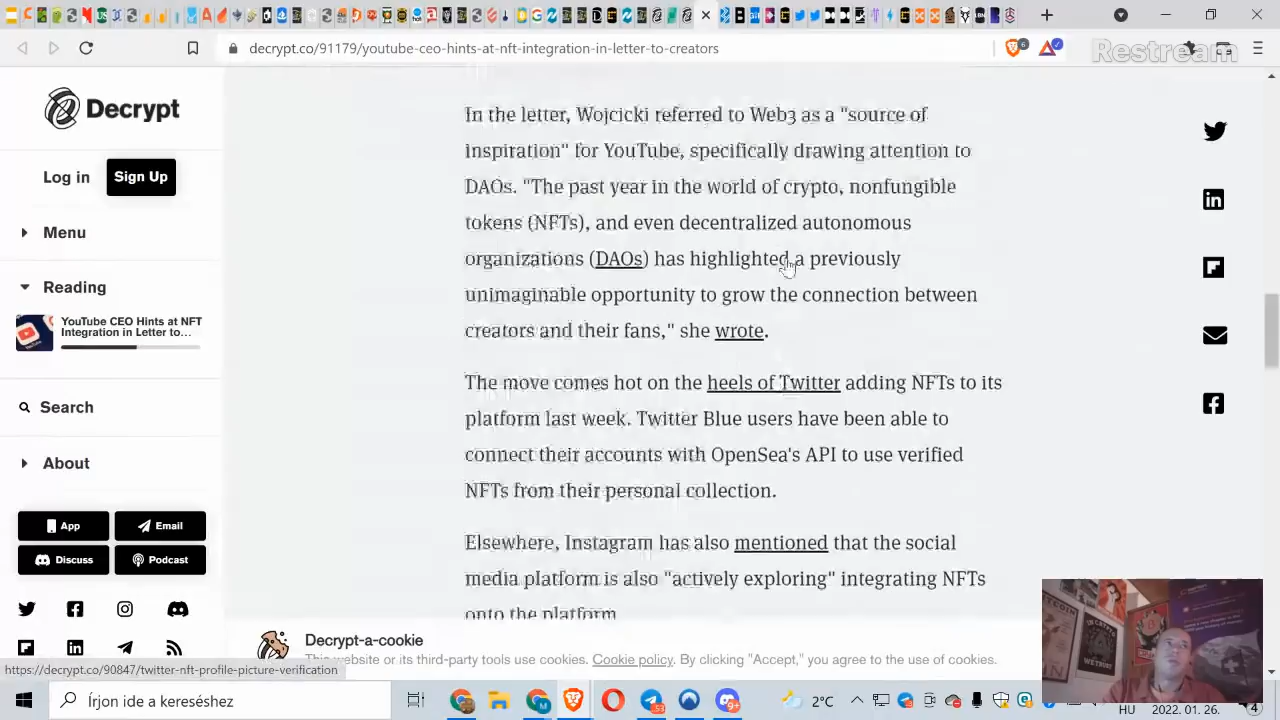 decrypt.co/91179/youtube-ceo-hints-at-nft-integration-in-letter-to-creators
6
Restream
Decrypt
Log in
Sign Up
Menu
Reading
YouTube CEO Hints at NFT
Integration in Letter to...
Search
About
App
Email
Discuss
Podcast
In the letter, Wojcicki referred to Web3 as a "source of
inspiration" for YouTube, specifically drawing attention to
DAOs. "The past year in the world of crypto, nonfungible
tokens (NFTs), and even decentralized autonomous
organizations (DAOs) has highlighted a previously
unimaginable opportunity to grow the connection between
creators and their fans," she wrote.
The move comes hot on the heels of Twitter adding NFTs to its
platform last week. Twitter Blue users have been able to
connect their accounts with OpenSea's API to use verified
NFTs from their personal collection.
Elsewhere, Instagram has also mentioned that the social
media platform is also "actively exploring" integrating NFTs
onto the platform
Decrypt-a-cookie
This website or its third-party tools use cookies. Cookie policy. By clicking "Accept," you agree to the use of cookies.
https://decrypt.co/90847/twitter-nft-profile-picture-verification
IN CRYPTO
WE TRUST
Írjon ide a kereséshez
53
9+
2°C
HU
2022. 01. 26.